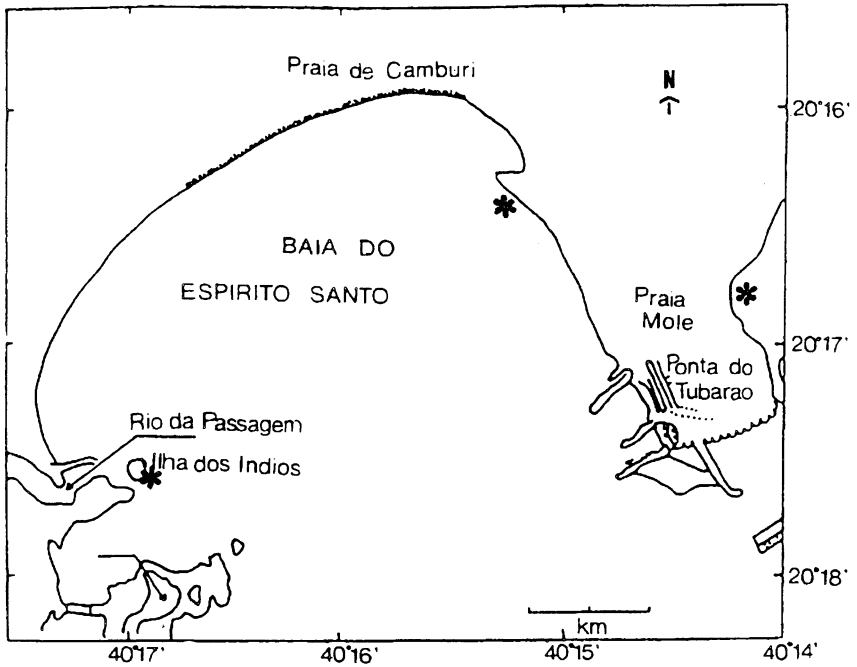 Praia de Camburi
N
20°16'
BAIA DO
ESPIRITO SANTO
Praia
Mole
20°17'
Ponta do
Tubarao
Rio da Passagem
Ilha dos Indios
20°18'
km
40°17'
40°16'
40°15'
40°14'